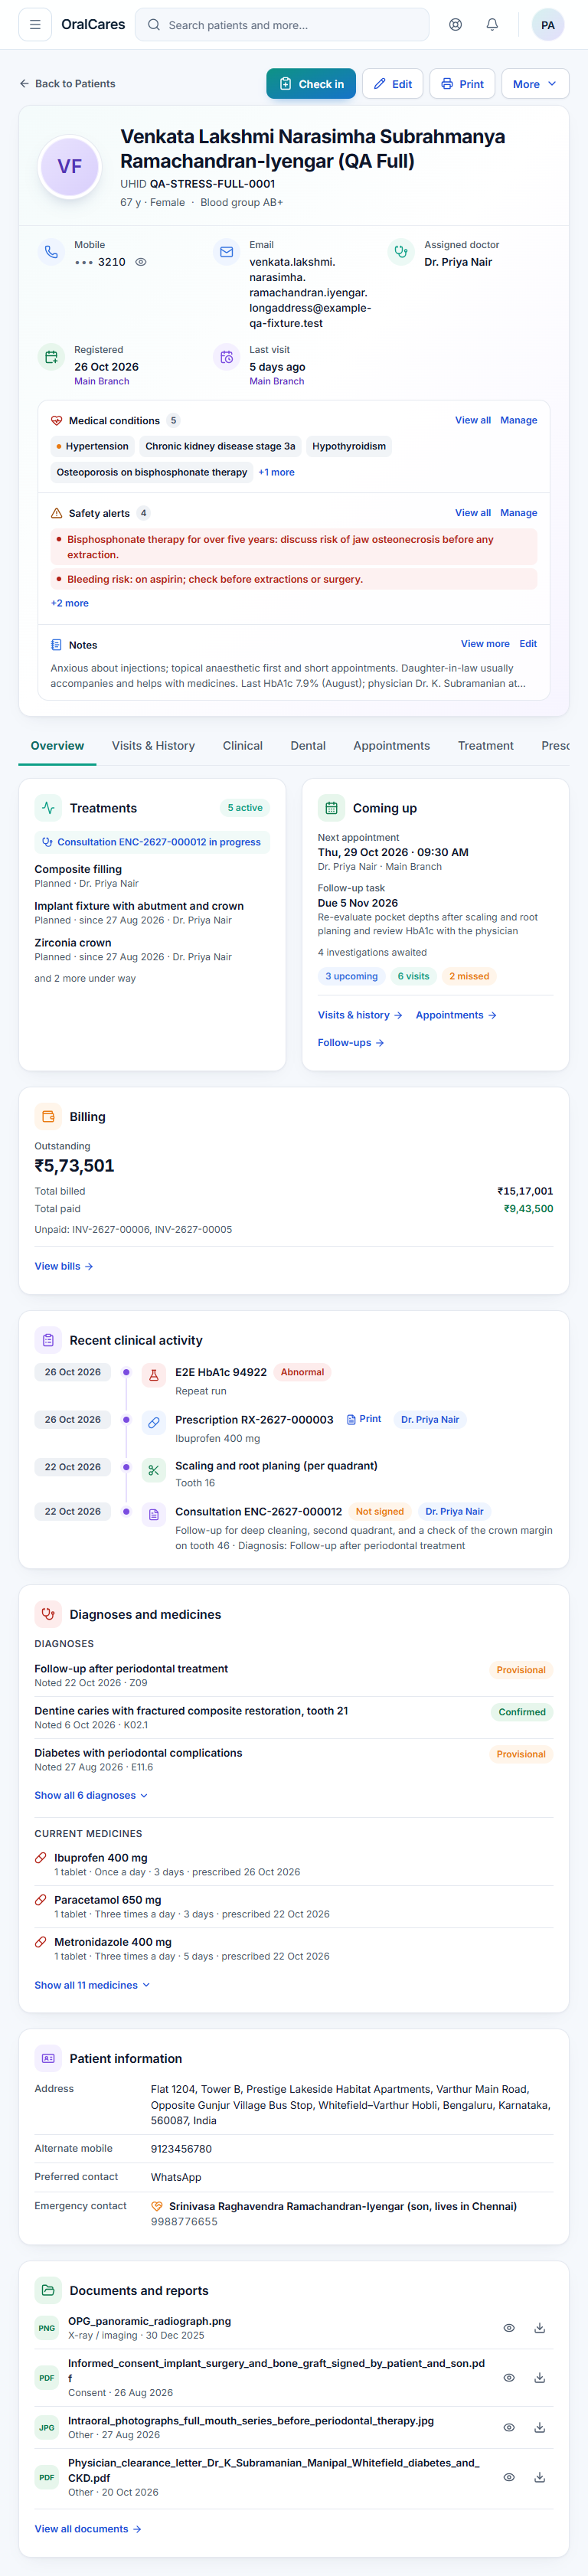 OralCares
Search patients and more...
PA
Back to Patients
Check in
Edit
Print
More
VF
Venkata Lakshmi Narasimha Subrahmanya
Ramachandran-Iyengar (QA Full)
UHID QA-STRESS-FULL-0001
67 y · Female · Blood group AB+
Mobile
••• 3210
Email
venkata.lakshmi.
narasimha.
ramachandran.iyengar.
longaddress@example-
qa-fixture.test
Assigned doctor
Dr. Priya Nair
Registered
26 Oct 2026
Main Branch
Last visit
5 days ago
Main Branch
Medical conditions 5
View all Manage
Hypertension
Chronic kidney disease stage 3a
Hypothyroidism
Osteoporosis on bisphosphonate therapy
+1 more
Safety alerts 4
View all Manage
Bisphosphonate therapy for over five years: discuss risk of jaw osteonecrosis before any
extraction.
Bleeding risk: on aspirin; check before extractions or surgery.
+2 more
Notes
View more Edit
Anxious about injections; topical anaesthetic first and short appointments. Daughter-in-law usually
accompanies and helps with medicines. Last HbA1c 7.9% (August); physician Dr. K. Subramanian at...
Overview
Visits & History
Clinical
Dental
Appointments
Treatment
Presc
Treatments
5 active
Consultation ENC-2627-000012 in progress
Composite filling
Planned · Dr. Priya Nair
Implant fixture with abutment and crown
Planned · since 27 Aug 2026 · Dr. Priya Nair
Zirconia crown
Planned · since 27 Aug 2026 · Dr. Priya Nair
and 2 more under way
Coming up
Next appointment
Thu, 29 Oct 2026 · 09:30 AM
Dr. Priya Nair · Main Branch
Follow-up task
Due 5 Nov 2026
Re-evaluate pocket depths after scaling and root
planing and review HbA1c with the physician
4 investigations awaited
3 upcoming
6 visits
2 missed
Visits & history →
Appointments →
Follow-ups →
Billing
Outstanding
₹5,73,501
Total billed ₹15,17,001
Total paid ₹9,43,500
Unpaid: INV-2627-00006, INV-2627-00005
View bills →
Recent clinical activity
26 Oct 2026
E2E HbA1c 94922 Abnormal
Repeat run
26 Oct 2026
Prescription RX-2627-000003 Print Dr. Priya Nair
Ibuprofen 400 mg
22 Oct 2026
Scaling and root planing (per quadrant)
Tooth 16
22 Oct 2026
Consultation ENC-2627-000012 Not signed Dr. Priya Nair
Follow-up for deep cleaning, second quadrant, and a check of the crown margin
on tooth 46 · Diagnosis: Follow-up after periodontal treatment
Diagnoses and medicines
DIAGNOSES
Follow-up after periodontal treatment Provisional
Noted 22 Oct 2026 · Z09
Dentine caries with fractured composite restoration, tooth 21 Confirmed
Noted 6 Oct 2026 · K02.1
Diabetes with periodontal complications Provisional
Noted 27 Aug 2026 · E11.6
Show all 6 diagnoses
CURRENT MEDICINES
Ibuprofen 400 mg
1 tablet · Once a day · 3 days · prescribed 26 Oct 2026
Paracetamol 650 mg
1 tablet · Three times a day · 3 days · prescribed 22 Oct 2026
Metronidazole 400 mg
1 tablet · Three times a day · 5 days · prescribed 22 Oct 2026
Show all 11 medicines
Patient information
Address
Flat 1204, Tower B, Prestige Lakeside Habitat Apartments, Varthur Main Road,
Opposite Gunjur Village Bus Stop, Whitefield–Varthur Hobli, Bengaluru, Karnataka,
560087, India
Alternate mobile 9123456780
Preferred contact WhatsApp
Emergency contact Srinivasa Raghavendra Ramachandran-Iyengar (son, lives in Chennai)
9988776655
Documents and reports
PNG
OPG_panoramic_radiograph.png
X-ray / imaging · 30 Dec 2025
PDF
Informed_consent_implant_surgery_and_bone_graft_signed_by_patient_and_son.pd
f
Consent · 26 Aug 2026
JPG
Intraoral_photographs_full_mouth_series_before_periodontal_therapy.jpg
Other · 27 Aug 2026
PDF
Physician_clearance_letter_Dr_K_Subramanian_Manipal_Whitefield_diabetes_and_
CKD.pdf
Other · 20 Oct 2026
View all documents →